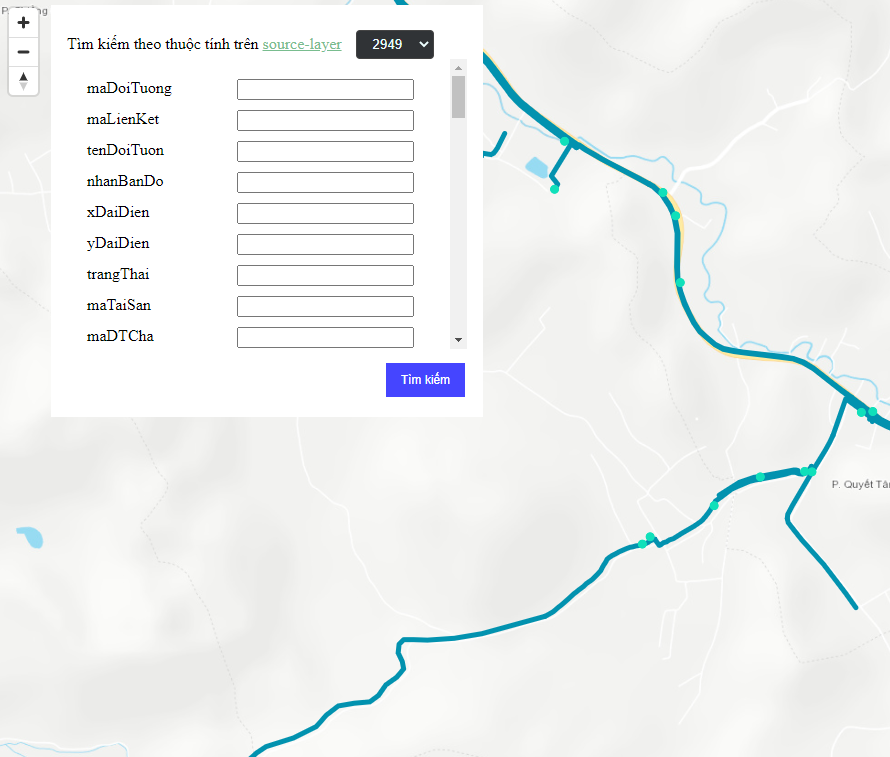 Tìm kiếm theo thuộc tính trên source-layer 2949
maDoiTuong
maLienKet
tenDoiTuon
nhanBanDo
xDaiDien
yDaiDien
trangThai
maTaiSan
maDTCha
Tìm kiếm
P. Quyết